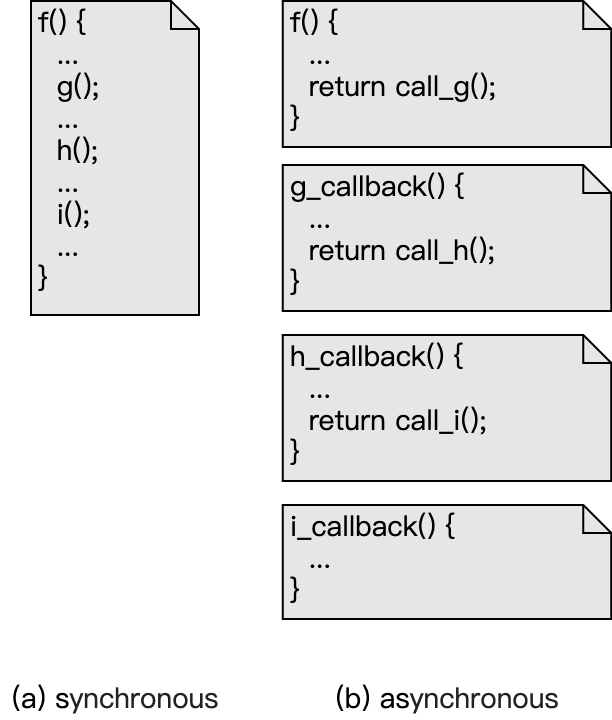 f() {
...
g();
...
h();
...
i();
...
}
f() {
...
return call_g();
}
g_callback() {
...
return call_h();
}
h_callback() {
...
return call_i();
}
i_callback() {
...
}
(a) synchronous
(b) asynchronous